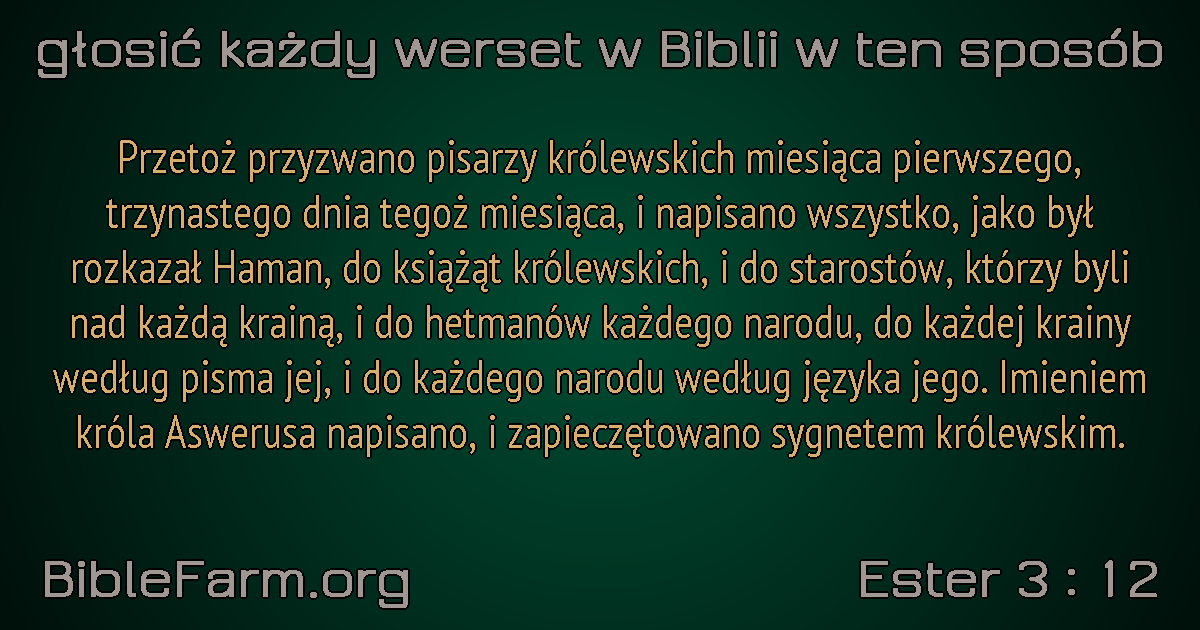 głosić każdy werset w Biblii w ten sposób
Przetoż przyzwano pisarzy królewskich miesiąca pierwszego,
trzynastego dnia tegoż miesiąca, i napisano wszystko, jako był
rozkazał Haman, do książąt królewskich, i do starostów, którzy byli
nad każdą krainą, i do hetmanów każdego narodu, do każdej krainy
według pisma jej, i do każdego narodu według języka jego. Imieniem
króla Aswerusa napisano, i zapieczętowano sygnetem królewskim.
BibleFarm.org
Ester 3 : 12